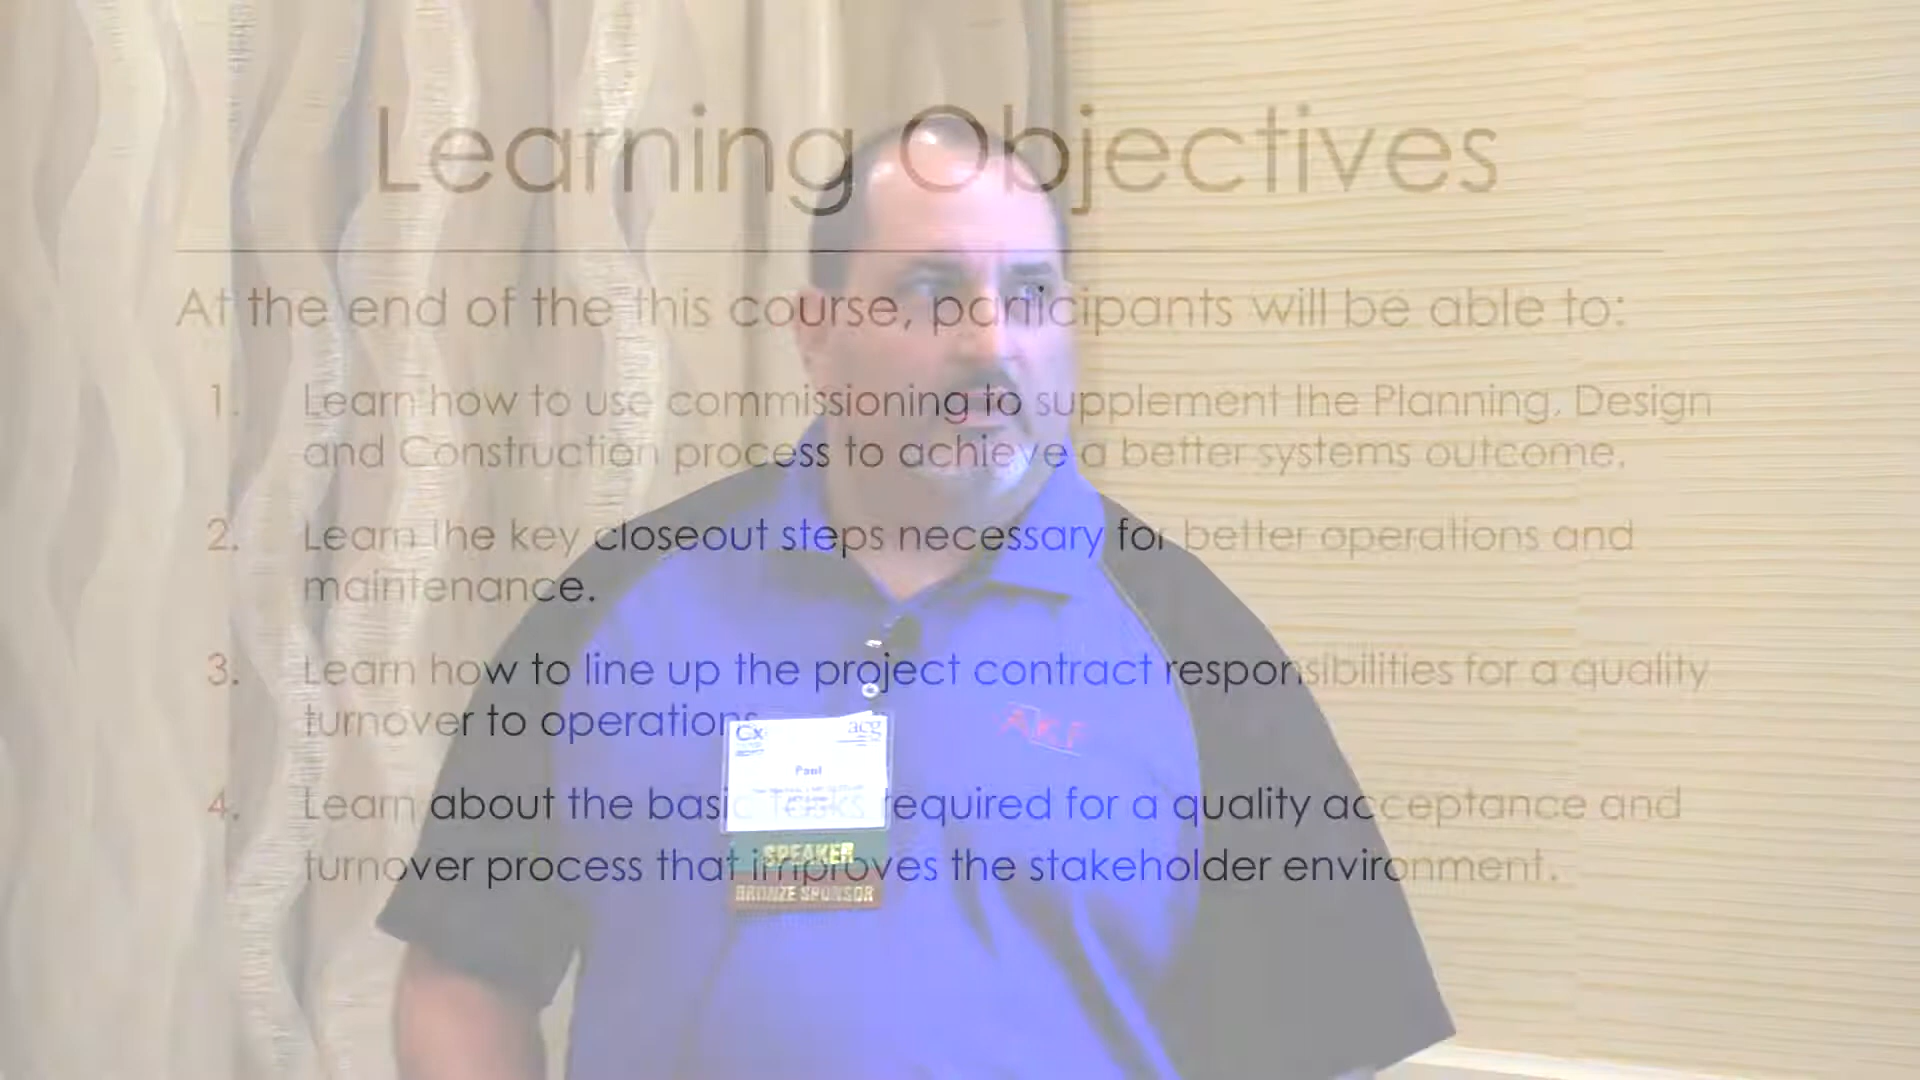 Learning Objectives
At the end of the this course, participants will be able to:
1. Learn how to use commissioning to supplement the Planning, Design
and Construction process to achieve a better systems outcome.
2. Learn the key closeout steps necessary for better operations and
maintenance.
3. Learn how to line up the project contract responsibilities for a quality
turnover to operations.
4. Learn about the basic Tasks required for a quality acceptance and
turnover process that improves the stakeholder environment.
AKF
Cx acg
Paul
SPEAKER
BRONZE SPONSOR